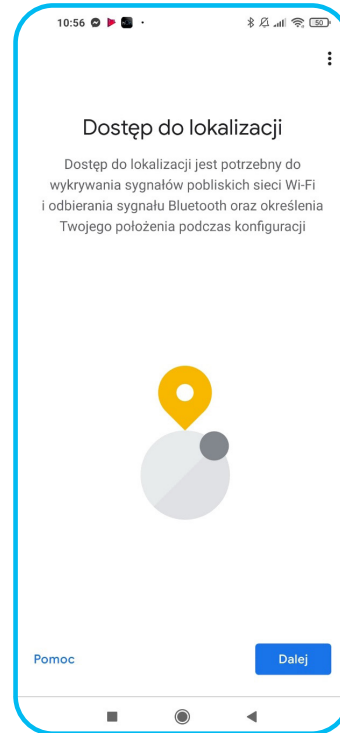 10:56
50
Dostęp do lokalizacji
Dostęp do lokalizacji jest potrzebny do
wykrywania sygnałów pobliskich sieci Wi-Fi
i odbierania sygnału Bluetooth oraz określenia
Twojego położenia podczas konfiguracji
Pomoc
Dalej